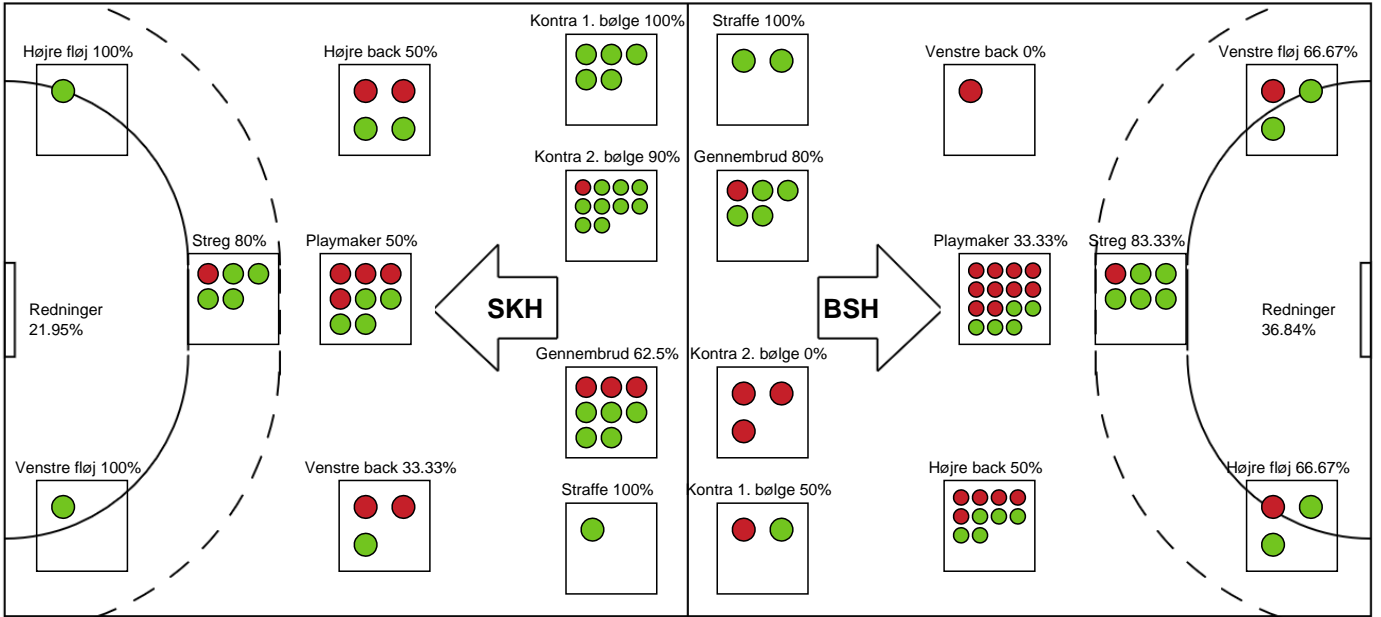 Kontra 1. bølge 100%
Straffe 100%
Højre fløj 100%
Højre back 50%
Venstre back 0%
Venstre fløj 66.67%
Kontra 2. bølge 90%
Gennembrud 80%
Streg 80%
Playmaker 50%
Playmaker 33.33%
Streg 83.33%
Redninger
21.95%
SKH
BSH
Redninger
36.84%
Gennembrud 62.5%
Kontra 2. bølge 0%
Venstre fløj 100%
Venstre back 33.33%
Højre back 50%
Højre fløj 66.67%
Straffe 100%
Kontra 1. bølge 50%